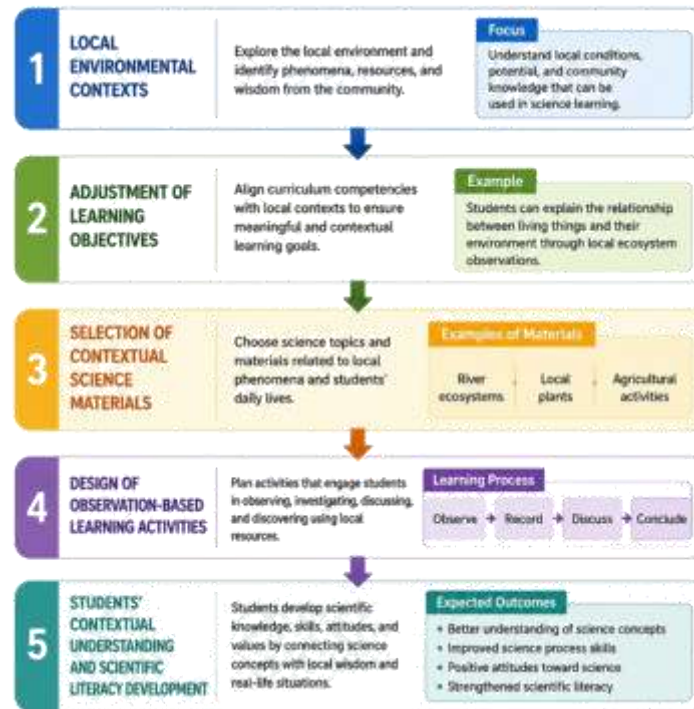 1
LOCAL
ENVIRONMENTAL
CONTEXTS
Explore the local environment and
identify phenomena, resources, and
wisdom from the community.
Focus
Understand local conditions,
potential, and community
knowledge that can be
used in science learning.
2
ADJUSTMENT OF
LEARNING
OBJECTIVES
Align curriculum competencies
with local contexts to ensure
meaningful and contextual
learning goals.
Example
Students can explain the relationship
between living things and their
environment through local ecosystem
observations.
3
SELECTION OF
CONTEXTUAL
SCIENCE
MATERIALS
Choose science topics and
materials related to local
phenomena and students'
daily lives.
Examples of Materials
River
ecosystems
Local
plants
Agricultural
activities
4
DESIGN OF
OBSERVATION-BASED
LEARNING ACTIVITIES
Plan activities that engage students
in observing, investigating, discussing,
and discovering using local
resources.
Learning Process
Observe → Record → Discuss → Conclude
5
STUDENTS'
CONTEXTUAL
UNDERSTANDING
AND SCIENTIFIC
LITERACY DEVELOPMENT
Students develop scientific
knowledge, skills, attitudes, and
values by connecting science
concepts with local wisdom and
real-life situations.
Expected Outcomes
• Better understanding of science concepts
• Improved science process skills
• Positive attitudes toward science
• Strengthened scientific literacy